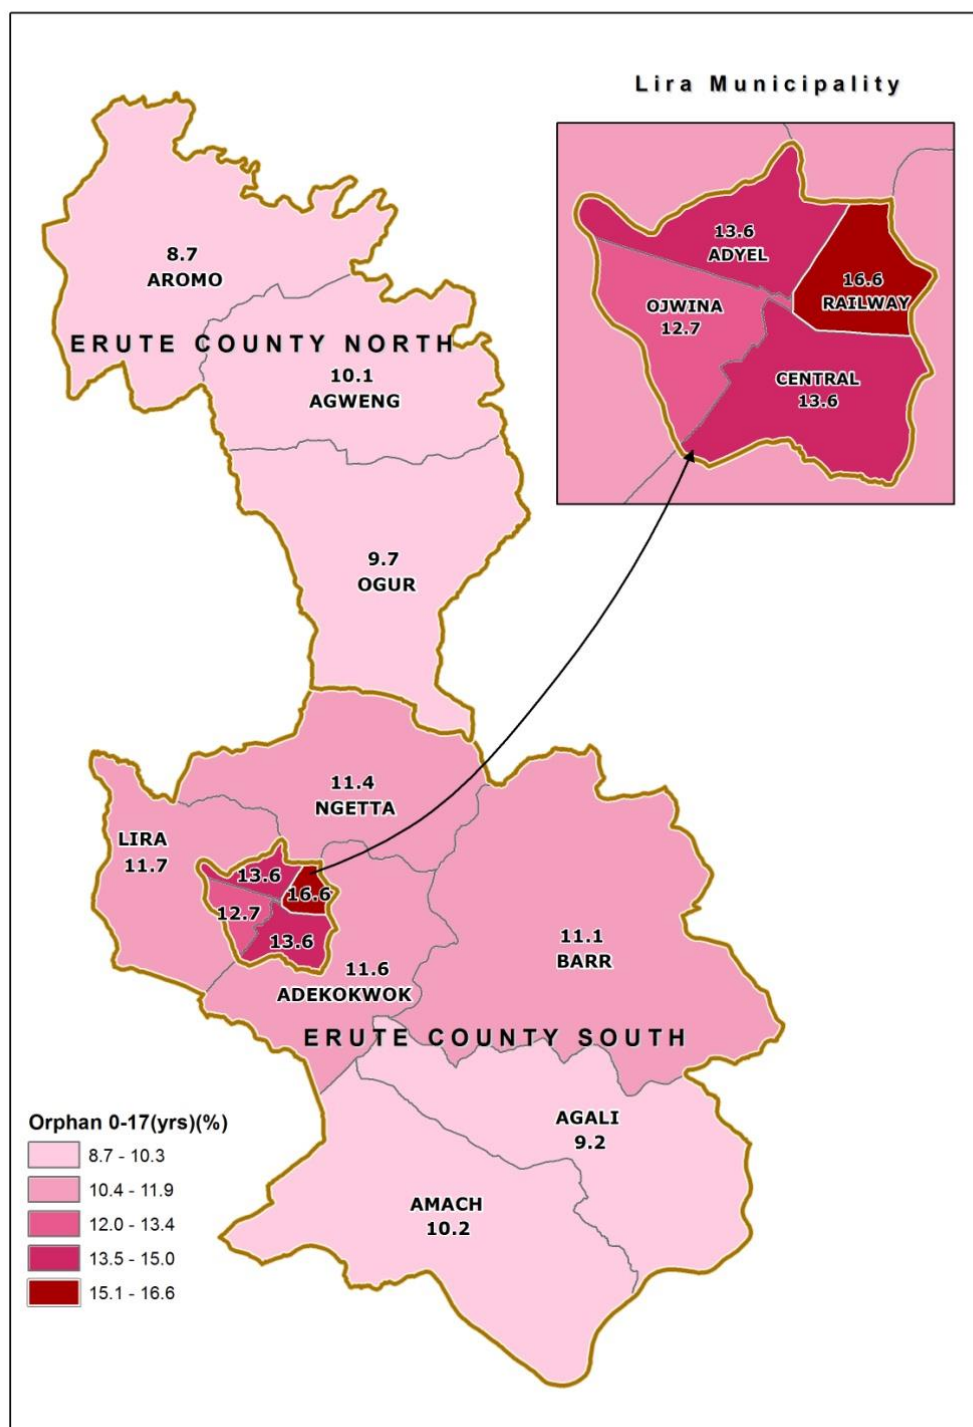 Lira Municipality
13.6
ADYEL
16.6
RAILWAY
OJWINA
12.7
CENTRAL
13.6
8.7
AROMO
ERUTE COUNTY NORTH
10.1
AGWENG
9.7
OGUR
11.4
NGETTA
LIRA
11.7
13.6
16.6
12.7
13.6
11.6
ADEKOKWOK
11.1
BARR
ERUTE COUNTY SOUTH
AGALI
9.2
AMACH
10.2
Orphan 0-17(yrs)(%)
8.7 - 10.3
10.4 - 11.9
12.0 - 13.4
13.5 - 15.0
15.1 - 16.6